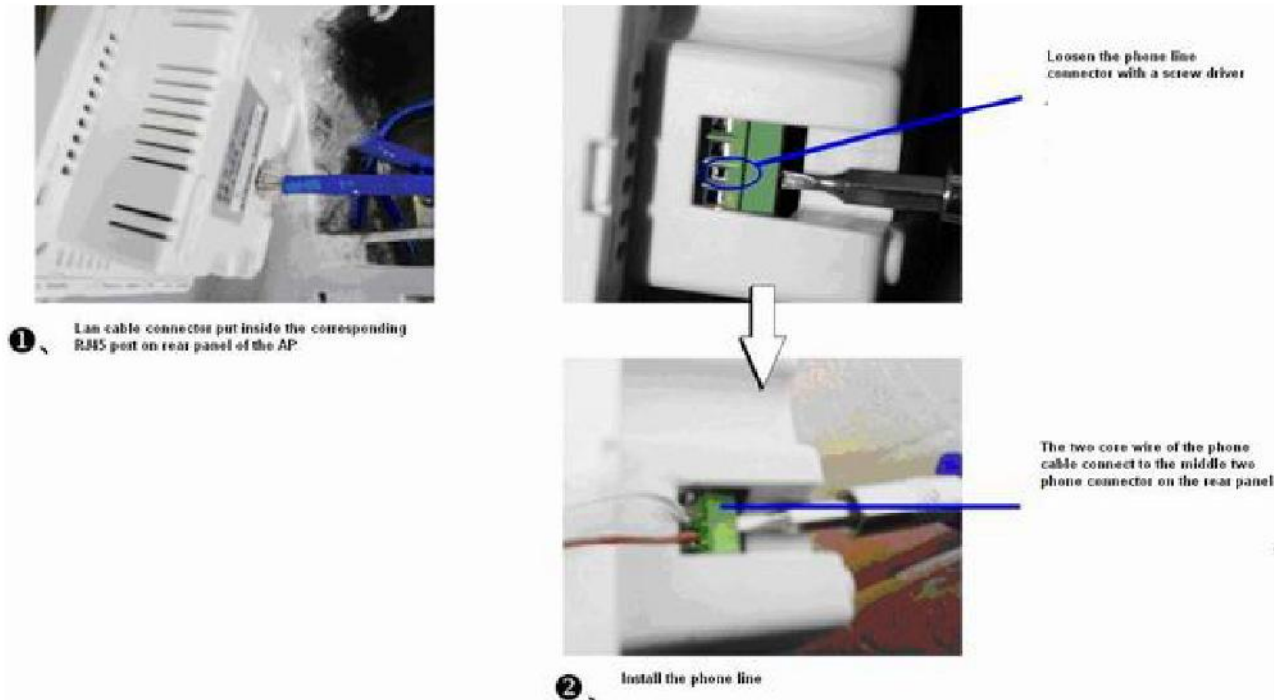 Loosen the phone line
connector with a screw driver
❶、
Lan cable connector put inside the corresponding
RJ45 port on rear panel of the AP
The two core wire of the phone
cable connect to the middle two
phone connector on the rear panel
❷、
Install the phone line